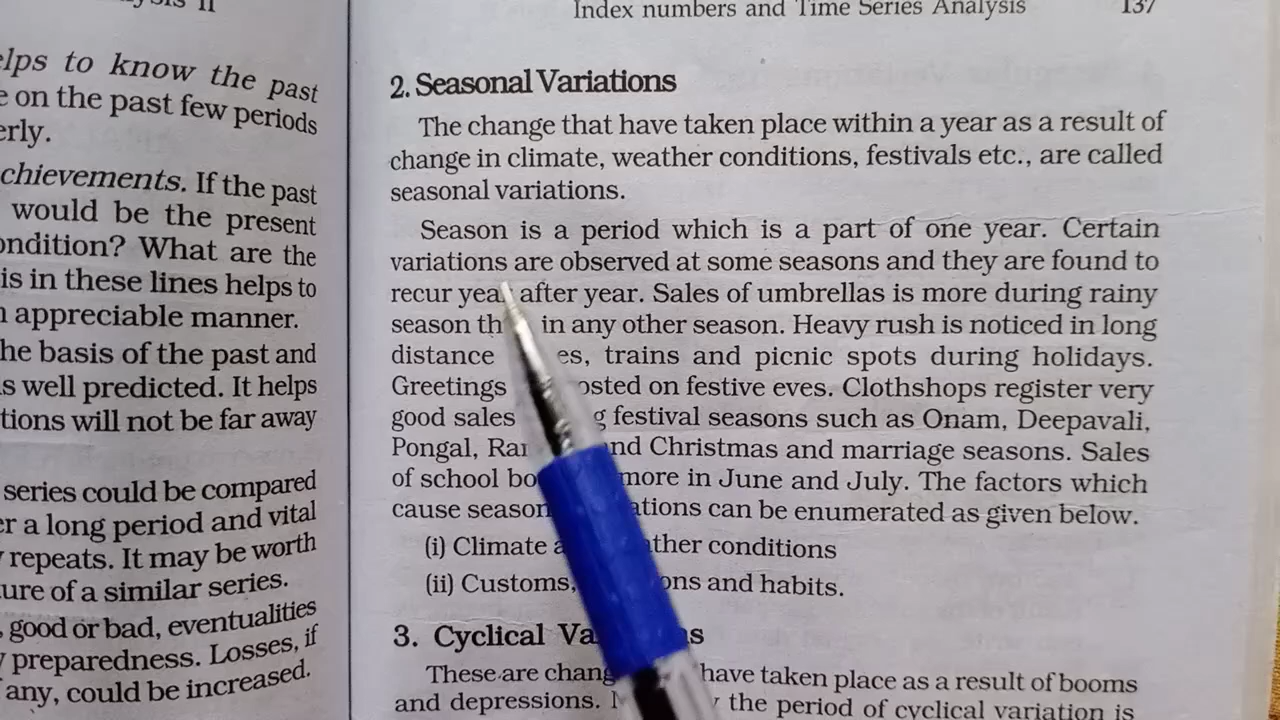 Index numbers and Time Series Analysis 137
elps to know the past
e on the past few periods
erly.
chievements. If the past
would be the present
ondition? What are the
is in these lines helps to
n appreciable manner.
he basis of the past and
s well predicted. It helps
tions will not be far away
series could be compared
er a long period and vital
y repeats. It may be worth
ure of a similar series.
, good or bad, eventualities
y preparedness. Losses, if
any, could be increased.
2. Seasonal Variations
The change that have taken place within a year as a result of
change in climate, weather conditions, festivals etc., are called
seasonal variations.
Season is a period which is a part of one year. Certain
variations are observed at some seasons and they are found to
recur year after year. Sales of umbrellas is more during rainy
season th in any other season. Heavy rush is noticed in long
distance es, trains and picnic spots during holidays.
Greetings osted on festive eves. Clothshops register very
good sales g festival seasons such as Onam, Deepavali,
Pongal, Ra nd Christmas and marriage seasons. Sales
of school bo more in June and July. The factors which
cause season ations can be enumerated as given below.
(i) Climate a ther conditions
(ii) Customs, ons and habits.
3. Cyclical Va s
These are chang have taken place as a result of booms
and depressions. the period of cyclical variation is